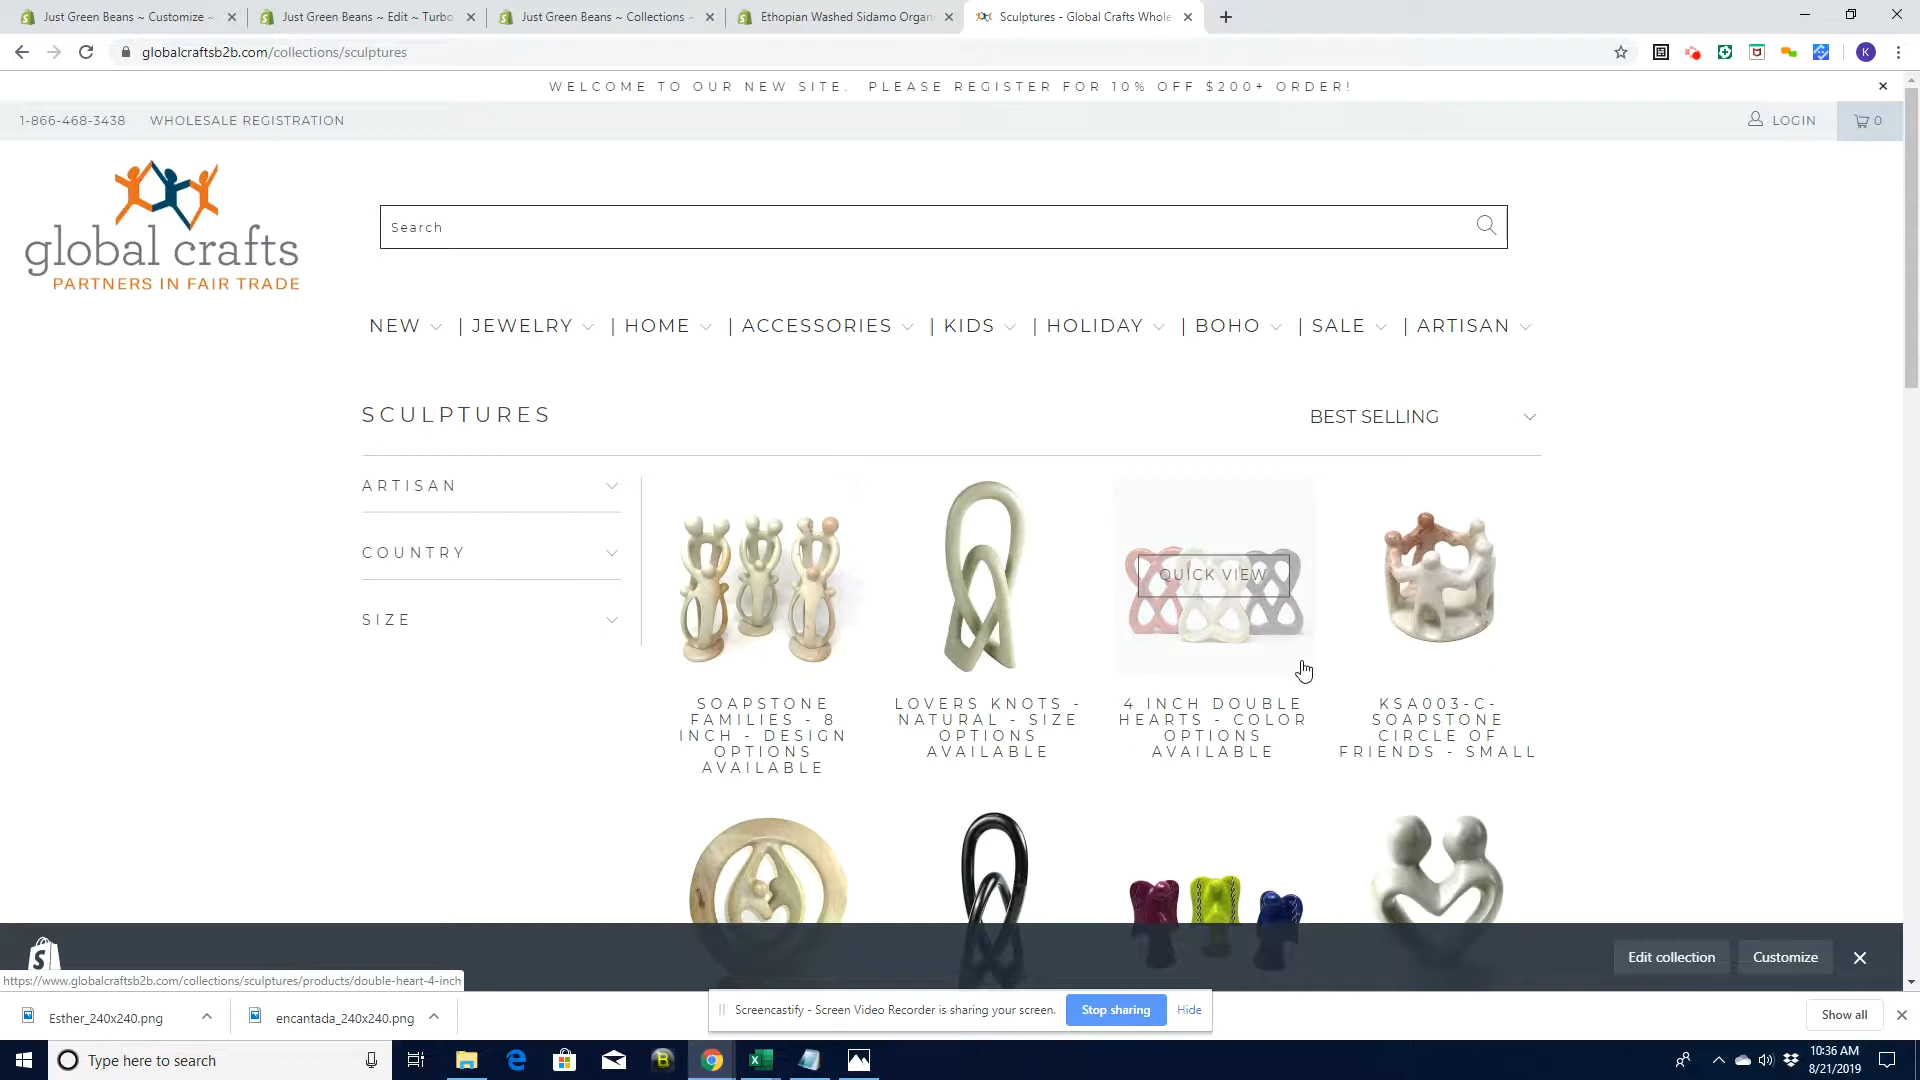 Just Green Beans ~ Customize ~
Just Green Beans ~ Edit ~ Turbo
Just Green Beans ~ Collections ~
Ethopian Washed Sidamo Organi
Sculptures - Global Crafts Whole
globalcraftsb2b.com/collections/sculptures
K
WELCOME TO OUR NEW SITE. PLEASE REGISTER FOR 10% OFF $200+ ORDER!
1-866-468-3438 WHOLESALE REGISTRATION
LOGIN
0
global crafts
PARTNERS IN FAIR TRADE
Search
NEW | JEWELRY | HOME | ACCESSORIES | KIDS | HOLIDAY | BOHO | SALE | ARTISAN
SCULPTURES
BEST SELLING
ARTISAN
COUNTRY
SIZE
QUICK VIEW
SOAPSTONE
FAMILIES - 8
INCH - DESIGN
OPTIONS
AVAILABLE
LOVERS KNOTS -
NATURAL - SIZE
OPTIONS
AVAILABLE
4 INCH DOUBLE
HEARTS - COLOR
OPTIONS
AVAILABLE
KSA003-C-
SOAPSTONE
CIRCLE OF
FRIENDS - SMALL
Edit collection
Customize
https://www.globalcraftsb2b.com/collections/sculptures/products/double-heart-4-inch
Esther_240x240.png
encantada_240x240.png
Screencastify - Screen Video Recorder is sharing your screen.
Stop sharing
Hide
Show all
Type here to search
10:36 AM
8/21/2019